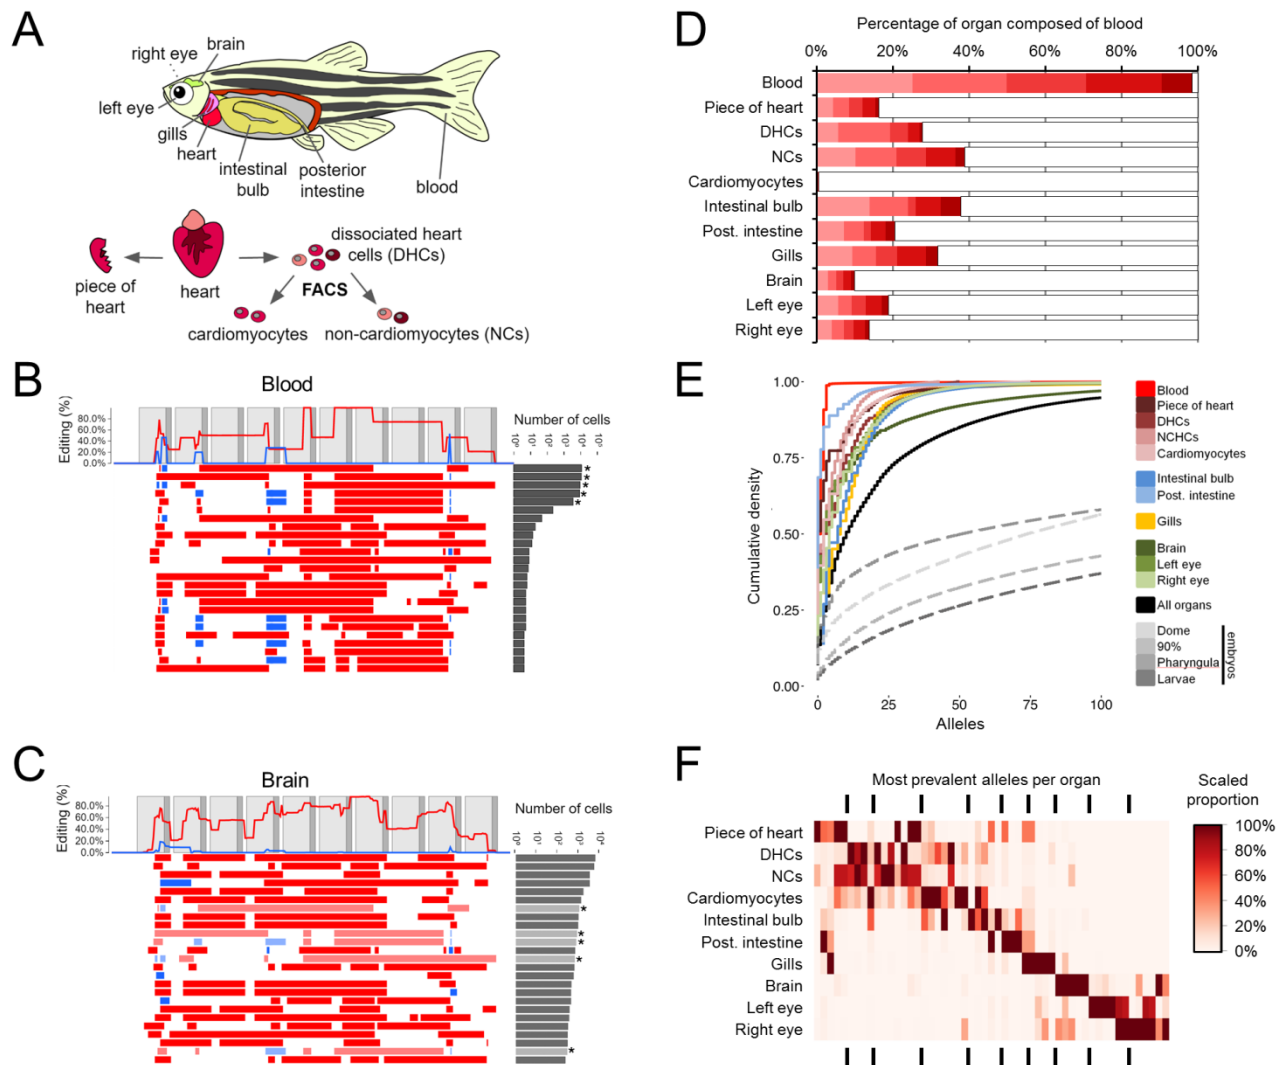 A
right eye
brain
left eye
gills
heart
intestinal
bulb
posterior
intestine
blood
piece of
heart
heart
dissociated heart
cells (DHCs)
FACS
cardiomyocytes
non-cardiomyocytes (NCs)
B
Blood
Editing (%)
80.0%
60.0%
40.0%
20.0%
0.0%
Number of cells
*
*
*
*
*
C
Brain
Editing (%)
80.0%
60.0%
40.0%
20.0%
0.0%
Number of cells
*
*
*
*
*
D
Percentage of organ composed of blood
0% 20% 40% 60% 80% 100%
Blood
Piece of heart
DHCs
NCs
Cardiomyocytes
Intestinal bulb
Post. intestine
Gills
Brain
Left eye
Right eye
E
Cumulative density
1.00
0.75
0.50
0.25
0.00
0 25 50 75 100
Alleles
Blood
Piece of heart
DHCs
NCHCs
Cardiomyocytes
Intestinal bulb
Post. intestine
Gills
Brain
Left eye
Right eye
All organs
Dome
90%
Pharyngula
Larvae
embryos
F
Most prevalent alleles per organ
Piece of heart
DHCs
NCs
Cardiomyocytes
Intestinal bulb
Post. intestine
Gills
Brain
Left eye
Right eye
Scaled
proportion
100%
80%
60%
40%
20%
0%